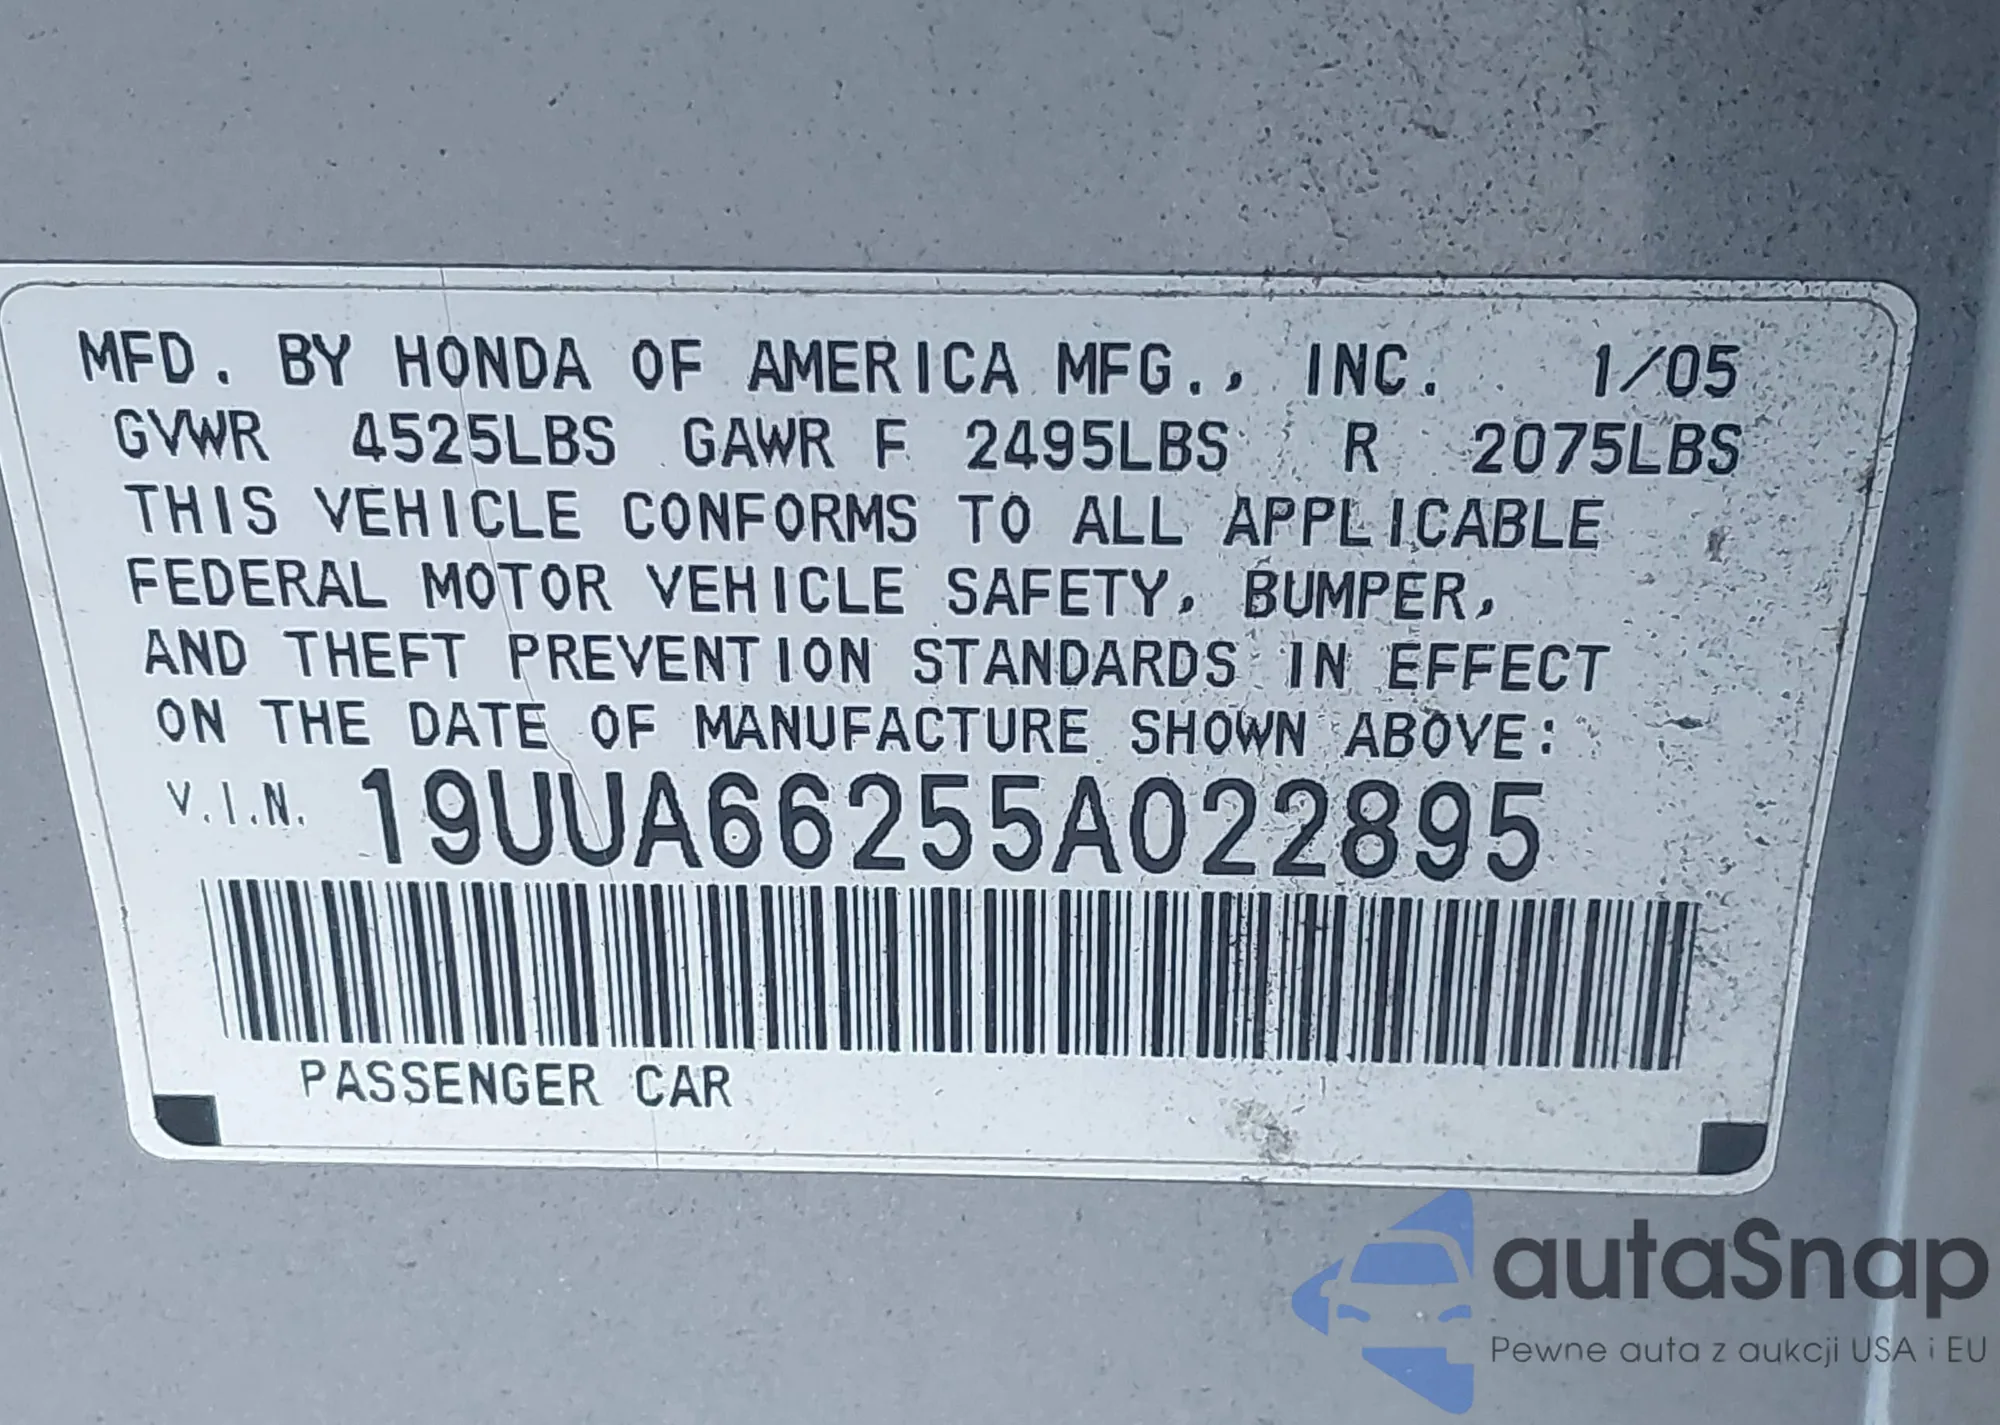 MFD. BY HONDA OF AMERICA MFG., INC. 1/05
GVWR 4525LBS GAWR F 2495LBS R 2075LBS
THIS VEHICLE CONFORMS TO ALL APPLICABLE
FEDERAL MOTOR VEHICLE SAFETY, BUMPER,
AND THEFT PREVENTION STANDARDS IN EFFECT
ON THE DATE OF MANUFACTURE SHOWN ABOVE:
V.I.N. 19UUA66255A022895
PASSENGER CAR
autaSnap
Pewne auta z aukcji USA i EU